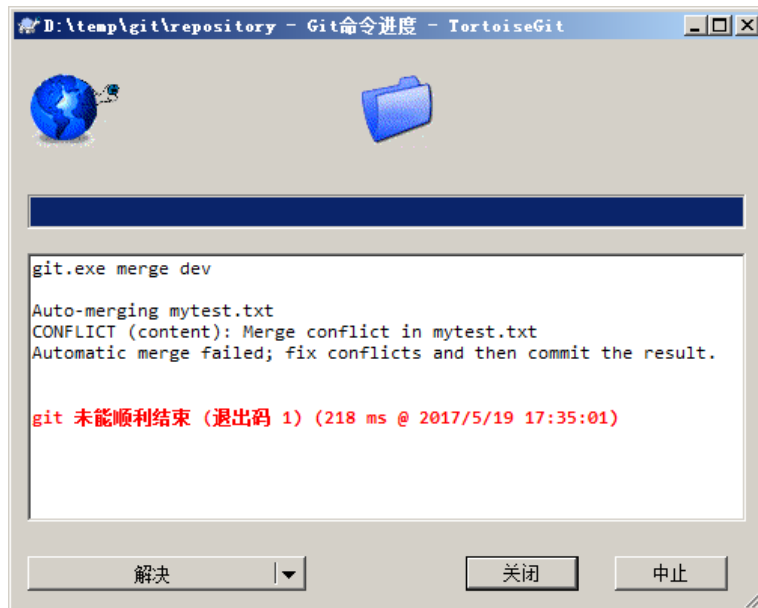 D:\temp\git\repository - Git命令进度 - TortoiseGit
git.exe merge dev
Auto-merging mytest.txt
CONFLICT (content): Merge conflict in mytest.txt
Automatic merge failed; fix conflicts and then commit the result.
git 未能顺利结束 (退出码 1) (218 ms @ 2017/5/19 17:35:01)
解决
关闭
中止